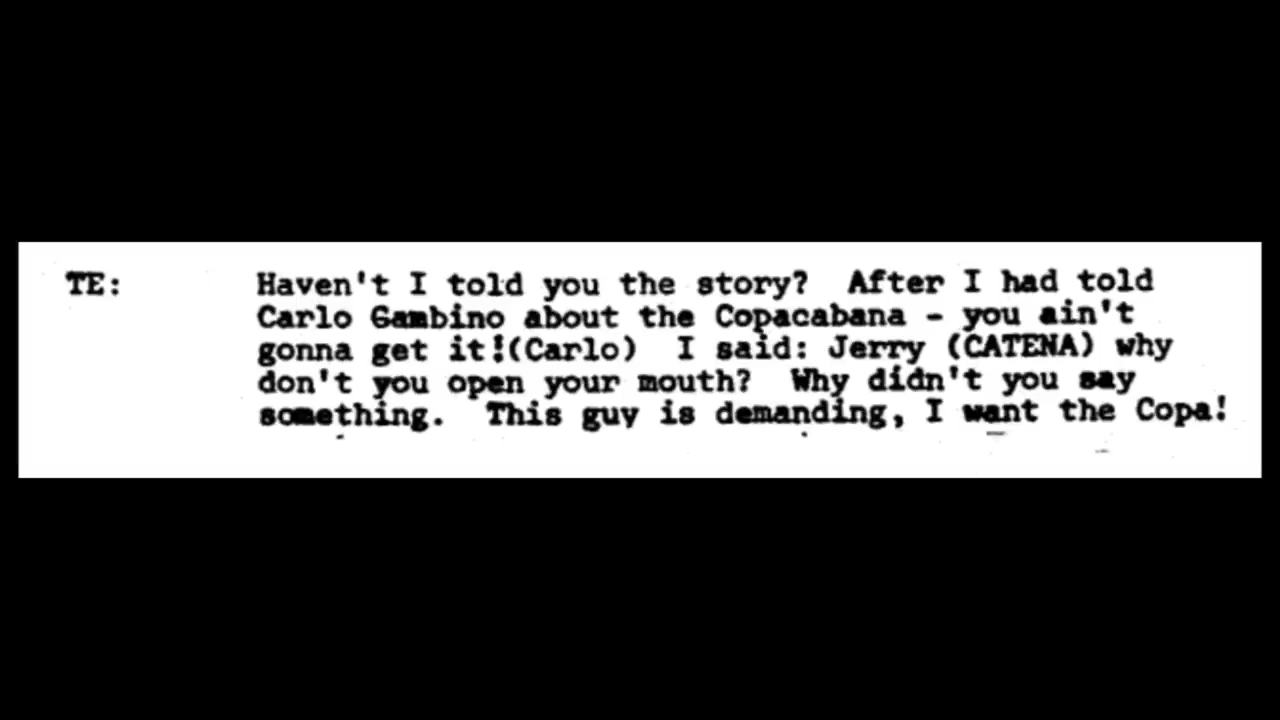 TE: Haven't I told you the story? After I had told
Carlo Gambino about the Copacabana - you ain't
gonna get it!(Carlo) I said: Jerry (CATENA) why
don't you open your mouth? Why didn't you say
something. This guy is demanding, I want the Copa!